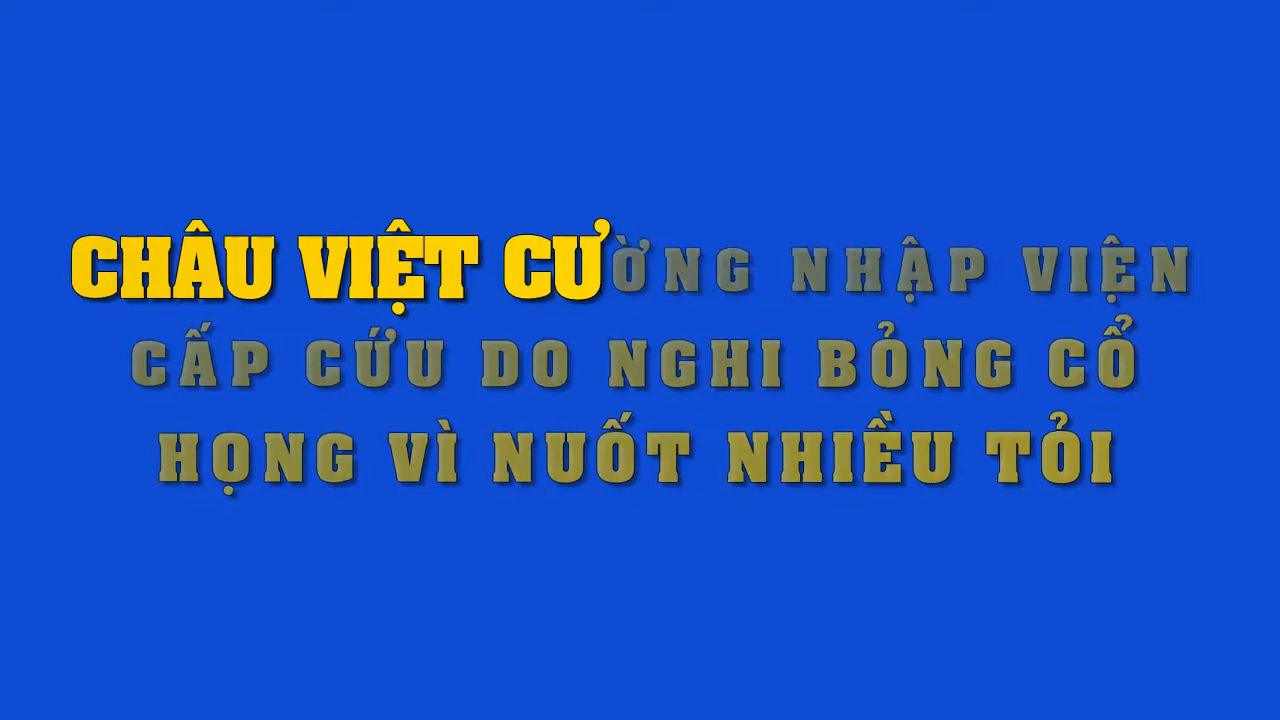 CHÂU VIỆT CƯỜNG NHẬP VIỆN
CẤP CỨU DO NGHI BỎNG CỔ
HỌNG VÌ NUỐT NHIỀU TỎI